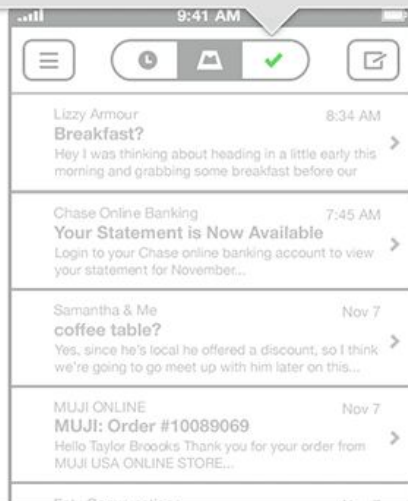 9:41 AM
Lizzy Armour 8:34 AM
Breakfast?
Hey I was thinking about heading in a little early this
morning and grabbing some breakfast before our
Chase Online Banking 7:45 AM
Your Statement is Now Available
Login to your Chase online banking account to view
your statement for November...
Samantha & Me Nov 7
coffee table?
Yes, since he's local he offered a discount, so I think
we're going to go meet up with him later on this...
MUJI ONLINE Nov 7
MUJI: Order #10089069
Hello Taylor Broooks Thank you for your order from
MUJI USA ONLINE STORE...